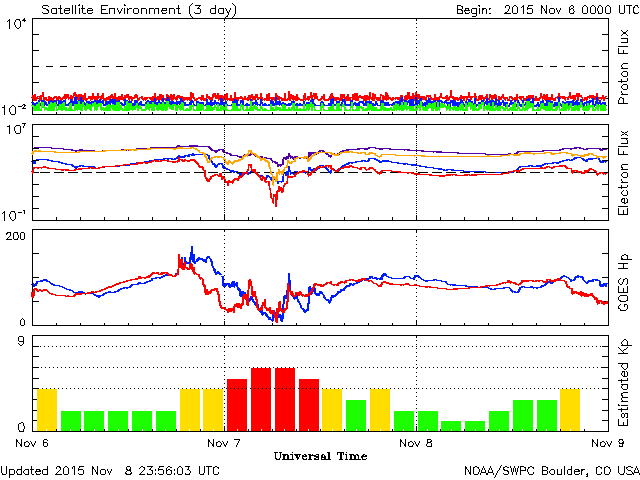 Satellite Environment (3 day)
Begin: 2015 Nov 6 0000 UTC
10^4
10^-2
Proton Flux
10^7
10^-1
Electron Flux
200
0
GOES Hp
9
0
Estimated Kp
Nov 6
Nov 7
Nov 8
Nov 9
Universal Time
Updated 2015 Nov 8 23:56:03 UTC
NOAA/SWPC Boulder, CO USA